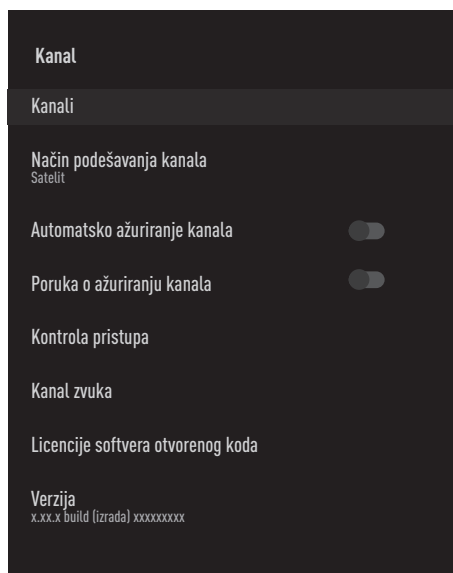 Kanal
Kanali
Način podešavanja kanala
Satelit
Automatsko ažuriranje kanala
Poruka o ažuriranju kanala
Kontrola pristupa
Kanal zvuka
Licencije softvera otvorenog koda
Verzija
x.xx.x build (izrada) xxxxxxxxx